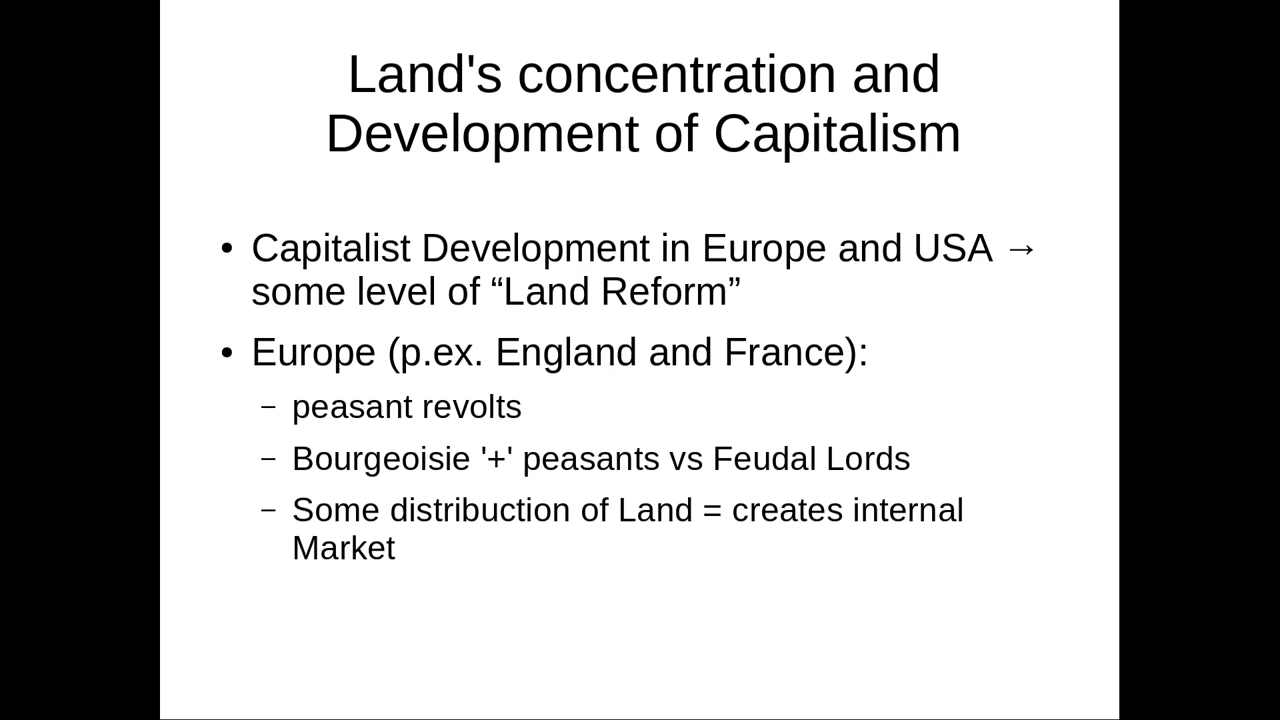 Land's concentration and
Development of Capitalism
• Capitalist Development in Europe and USA →
some level of “Land Reform”
• Europe (p.ex. England and France):
– peasant revolts
– Bourgeoisie '+' peasants vs Feudal Lords
– Some distribuction of Land = creates internal
Market